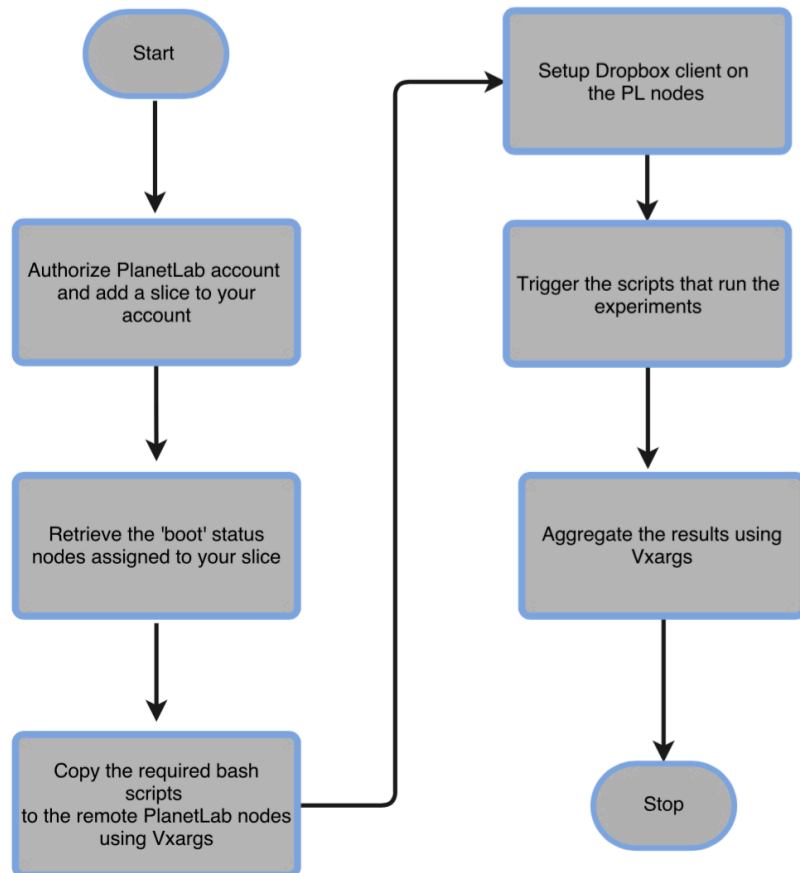 Start
Authorize PlanetLab account
and add a slice to your
account
Retrieve the 'boot' status
nodes assigned to your slice
Copy the required bash
scripts
to the remote PlanetLab nodes
using Vxargs
Setup Dropbox client on
the PL nodes
Trigger the scripts that run the
experiments
Aggregate the results using
Vxargs
Stop